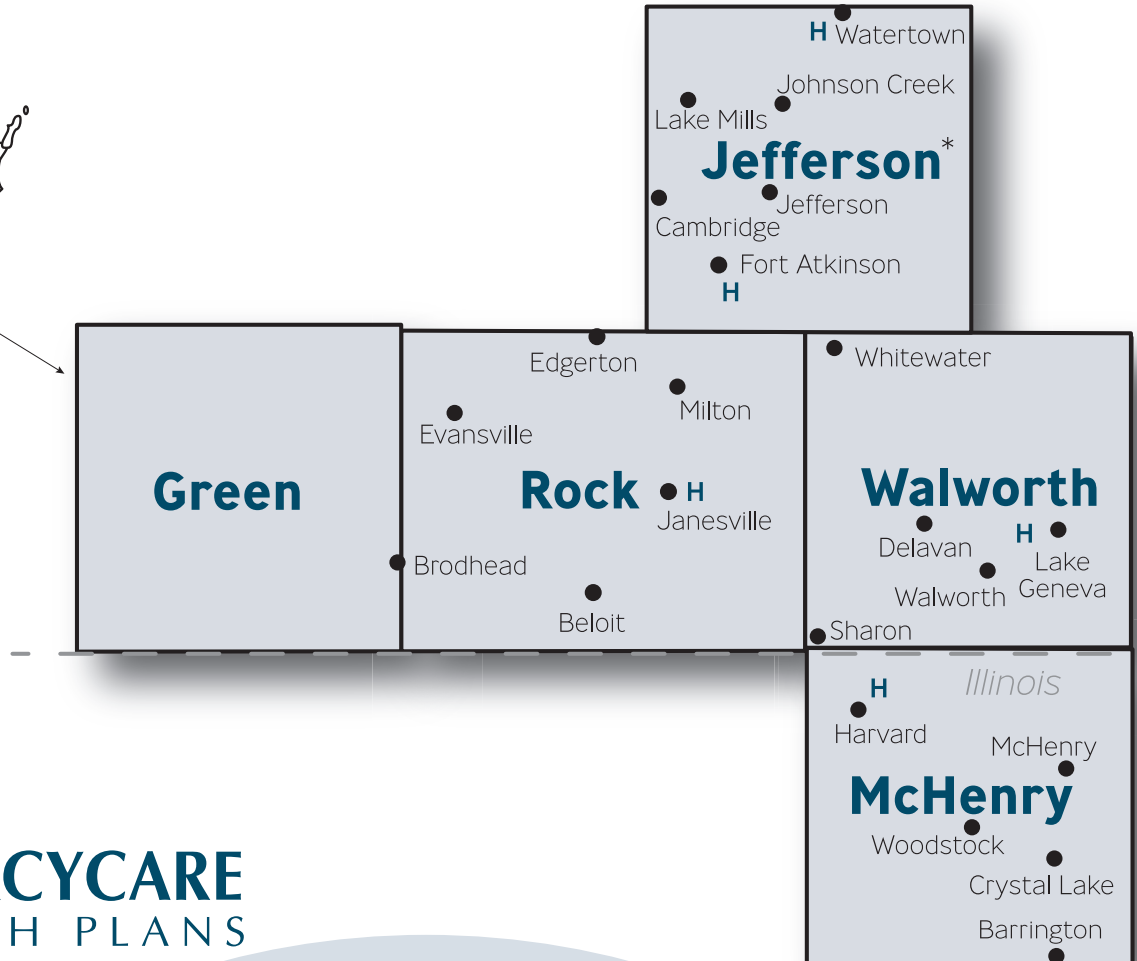 H Watertown
Johnson Creek
Lake Mills
Jefferson*
Jefferson
Cambridge
Fort Atkinson
H
Edgerton
Whitewater
Milton
Evansville
Green
Rock
H
Janesville
Walworth
H
Delavan
Lake
Geneva
Walworth
Brodhead
Beloit
Sharon
Illinois
H
Harvard
McHenry
McHenry
Woodstock
Crystal Lake
Barrington
CYCARE
H PLANS